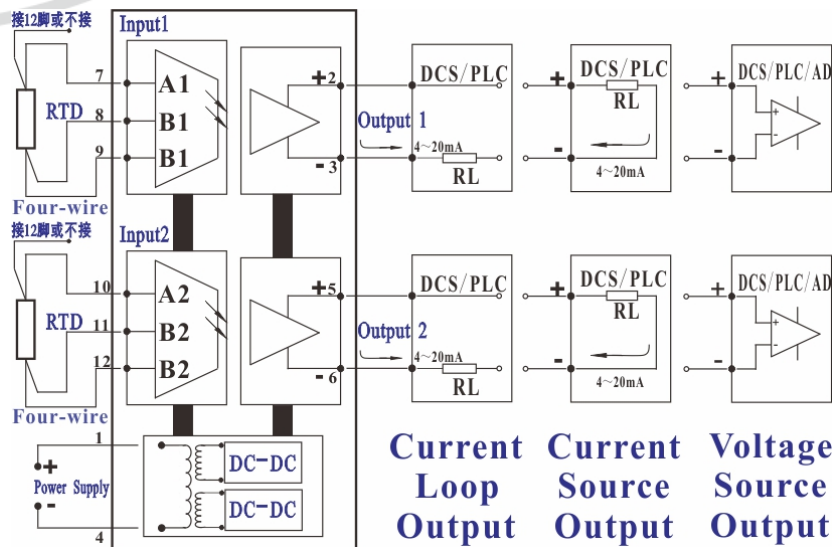 接12脚或不接
Input1
7
A1
RTD
8
B1
9
B1
Four-wire
+2
Output 1
-3
DCS/PLC
4～20mA
RL
+
DCS/PLC
RL
-
4～20mA
+
DCS/PLC/AD
+
-
-
接12脚或不接
Input2
10
A2
RTD
11
B2
12
B2
Four-wire
+5
Output 2
-6
DCS/PLC
4～20mA
RL
+
DCS/PLC
RL
-
4～20mA
+
DCS/PLC/AD
+
-
-
1
+
Power Supply
-
4
DC-DC
DC-DC
Current
Loop
Output
Current
Source
Output
Voltage
Source
Output